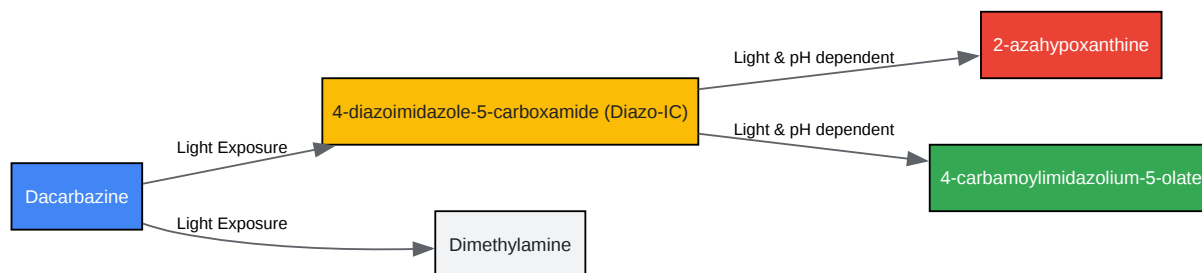 2-azahypoxanthine
Light & pH dependent
4-diazoimidazole-5-carboxamide (Diazo-IC)
Light & pH dependent
Light Exposure
4-carbamoylimidazolium-5-olate
Dacarbazine
Light Exposure
Dimethylamine